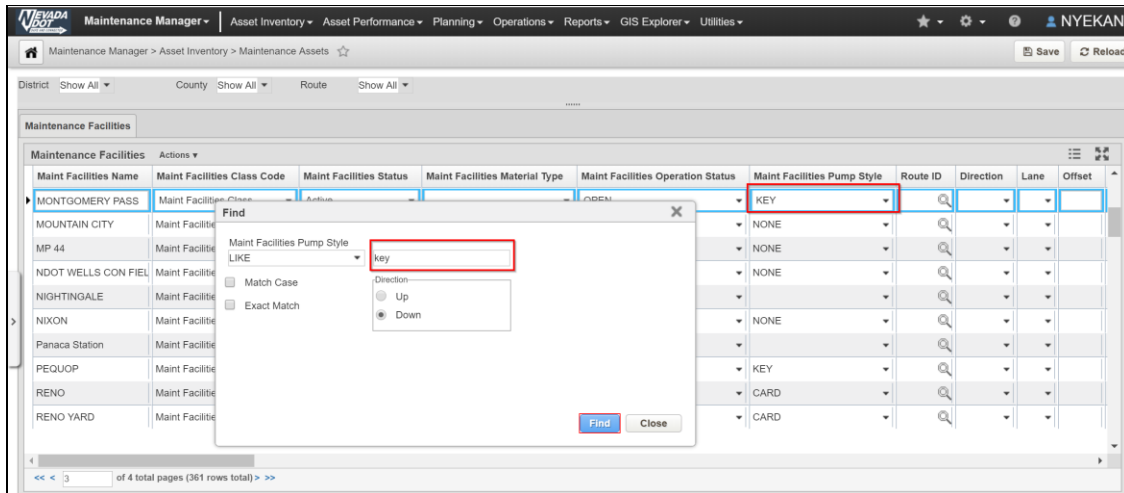 NEVADA DOT Maintenance Manager Asset Inventory Asset Performance Planning Operations Reports GIS Explorer Utilities NYEKAN
Maintenance Manager > Asset Inventory > Maintenance Assets Save Reload
District Show All County Show All Route Show All
Maintenance Facilities
Maintenance Facilities Actions
Maint Facilities Name Maint Facilities Class Code Maint Facilities Status Maint Facilities Material Type Maint Facilities Operation Status Maint Facilities Pump Style Route ID Direction Lane Offset
MONTGOMERY PASS Maint Facilities Class Active OPEN KEY
MOUNTAIN CITY Maint Facilitie NONE
MP 44 Maint Facilitie NONE
NDOT WELLS CON FIEL Maint Facilitie NONE
NIGHTINGALE Maint Facilitie
NIXON Maint Facilitie NONE
Panaca Station Maint Facilitie
PEQUOP Maint Facilitie KEY
RENO Maint Facilitie CARD
RENO YARD Maint Facilitie CARD
Find
Maint Facilities Pump Style
LIKE key
Match Case
Exact Match
Direction
Up
Down
Find Close
<< < 3 of 4 total pages (361 rows total) > >>